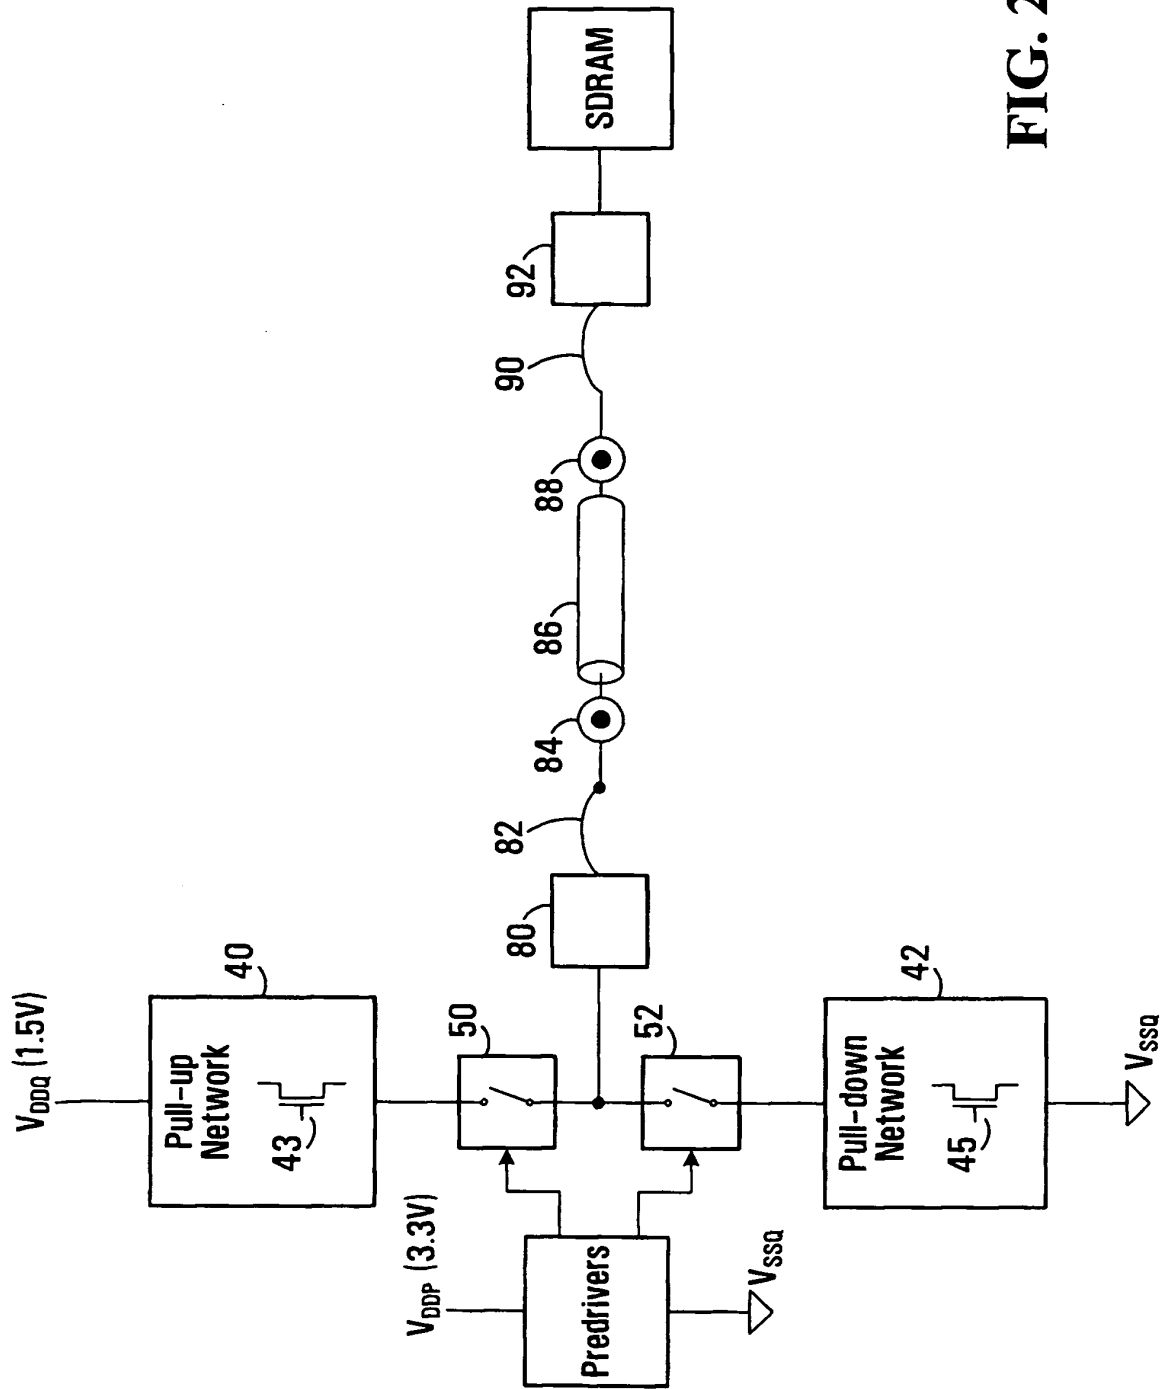 V_DDQ (1.5V)
40
Pull-up
Network
43
V_DDP (3.3V)
50
Predrivers
52
V_SSQ
Pull-down
Network
42
45
V_SSQ
80
82
84
86
88
90
92
SDRAM
FIG. 2